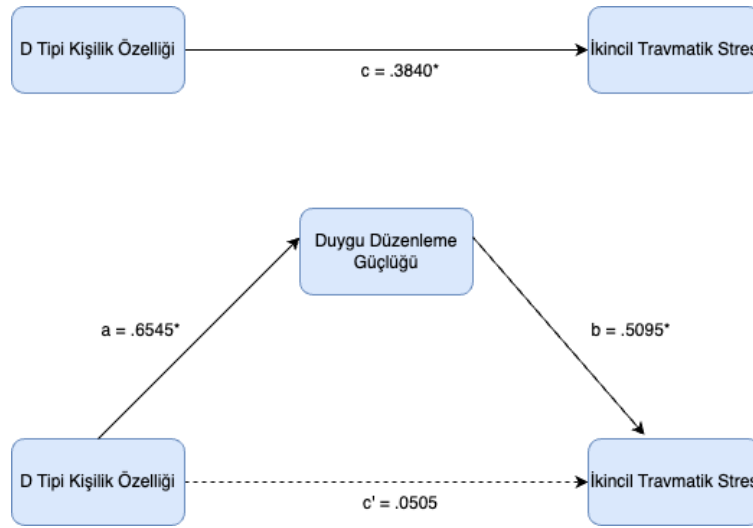 D Tipi Kişilik Özelliği
İkincil Travmatik Stres
c = .3840*
Duygu Düzenleme
Güçlüğü
a = .6545*
b = .5095*
D Tipi Kişilik Özelliği
İkincil Travmatik Stres
c' = .0505